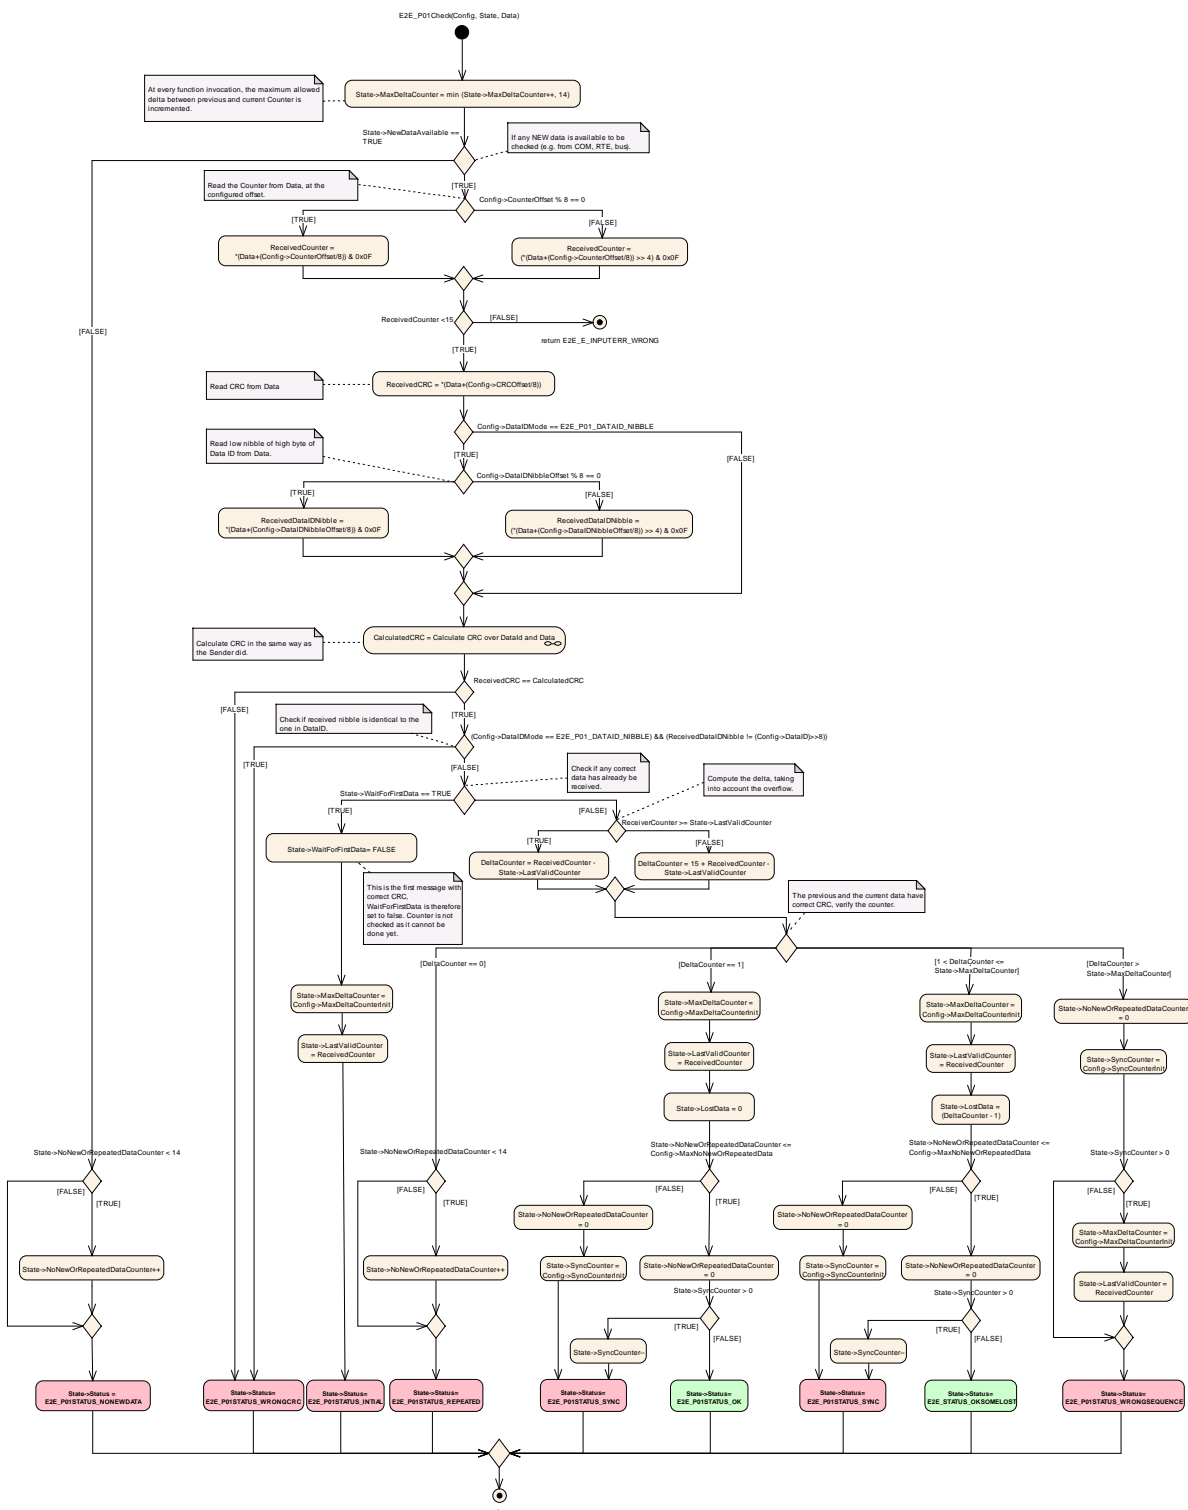 E2E_P01Check(Config, State, Data)
At every function invocation, the maximum allowed
delta between previous and current Counter is
incremented.
State->MaxDeltaCounter = min (State->MaxDeltaCounter++, 14)
State->NewDataAvailable ==
TRUE
If any NEW data is available to be
checked (e.g. from COM, RTE, bus).
[TRUE]
Read the Counter from Data, at the
configured offset.
Config->CounterOffset % 8 == 0
[TRUE]
[FALSE]
ReceivedCounter =
*(Data+(Config->CounterOffset/8)) & 0x0F
ReceivedCounter =
(*(Data+(Config->CounterOffset/8)) >> 4) & 0x0F
[FALSE]
ReceivedCounter <15
[FALSE]
return E2E_E_INPUTERR_WRONG
[TRUE]
Read CRC from Data
ReceivedCRC = *(Data+(Config->CRCOffset/8))
Config->DataIDMode == E2E_P01_DATAID_NIBBLE
Read low nibble of high byte of
Data ID from Data.
[TRUE]
[FALSE]
Config->DataIDNibbleOffset % 8 == 0
[TRUE]
[FALSE]
ReceivedDataIDNibble =
*(Data+(Config->DataIDNibbleOffset/8)) & 0x0F
ReceivedDataIDNibble =
(*(Data+(Config->DataIDNibbleOffset/8)) >> 4) & 0x0F
Calculate CRC in the same way as
the Sender did.
CalculatedCRC = Calculate CRC over DataId and Data
ReceivedCRC == CalculatedCRC
[FALSE]
[TRUE]
Check if received nibble is identical to the
one in DataID.
(Config->DataIDMode == E2E_P01_DATAID_NIBBLE) && (ReceivedDataIDNibble != (Config->DataID)>>8))
[TRUE]
[FALSE]
Check if any correct
data has already be
received.
Compute the delta, taking
into account the overflow.
State->WaitForFirstData == TRUE
[TRUE]
[FALSE]
ReceiverCounter >= State->LastValidCounter
State->WaitForFirstData= FALSE
[TRUE]
[FALSE]
DeltaCounter = ReceivedCounter -
State->LastValidCounter
DeltaCounter = 15 + ReceivedCounter -
State->LastValidCounter
This is the first message with
correct CRC,
WaitForFirstData is therefore
set to false. Counter is not
checked as it cannot be
done yet.
The previous and the current data have
correct CRC, verify the counter.
[DeltaCounter == 0]
[DeltaCounter == 1]
[1 < DeltaCounter <=
State->MaxDeltaCounter]
[DeltaCounter >
State->MaxDeltaCounter]
State->MaxDeltaCounter =
Config->MaxDeltaCounterInit
State->MaxDeltaCounter =
Config->MaxDeltaCounterInit
State->MaxDeltaCounter =
Config->MaxDeltaCounterInit
State->NoNewOrRepeatedDataCounter
= 0
State->LastValidCounter
= ReceivedCounter
State->LastValidCounter
= ReceivedCounter
State->LastValidCounter
= ReceivedCounter
State->SyncCounter =
Config->SyncCounterInit
State->LostData = 0
State->LostData =
(DeltaCounter - 1)
State->NoNewOrRepeatedDataCounter < 14
State->NoNewOrRepeatedDataCounter < 14
State->NoNewOrRepeatedDataCounter <=
Config->MaxNoNewOrRepeatedData
State->NoNewOrRepeatedDataCounter <=
Config->MaxNoNewOrRepeatedData
State->SyncCounter > 0
[FALSE]
[TRUE]
[FALSE]
[TRUE]
[FALSE]
[TRUE]
[FALSE]
[TRUE]
[FALSE]
[TRUE]
State->NoNewOrRepeatedDataCounter
= 0
State->NoNewOrRepeatedDataCounter
= 0
State->MaxDeltaCounter =
Config->MaxDeltaCounterInit
State->NoNewOrRepeatedDataCounter++
State->NoNewOrRepeatedDataCounter++
State->SyncCounter =
Config->SyncCounterInit
State->NoNewOrRepeatedDataCounter
= 0
State->SyncCounter =
Config->SyncCounterInit
State->NoNewOrRepeatedDataCounter
= 0
State->LastValidCounter =
ReceivedCounter
State->SyncCounter > 0
State->SyncCounter > 0
[TRUE]
[FALSE]
[TRUE]
[FALSE]
State->SyncCounter--
State->SyncCounter--
State->Status =
E2E_P01STATUS_NONEWDATA
State->Status=
E2E_P01STATUS_WRONGCRC
State->Status=
E2E_P01STATUS_INTIAL
State->Status=
E2E_P01STATUS_REPEATED
State->Status=
E2E_P01STATUS_SYNC
State->Status=
E2E_P01STATUS_OK
State->Status=
E2E_P01STATUS_SYNC
State->Status=
E2E_STATUS_OKSOMELOST
State->Status=
E2E_P01STATUS_WRONGSEQUENCE